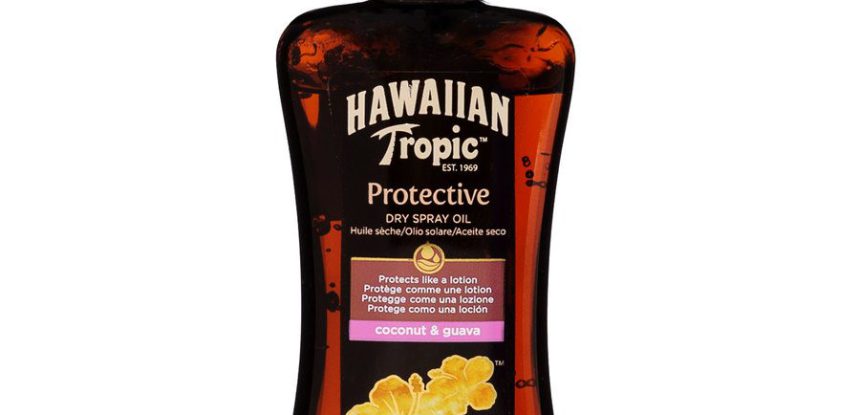 HAWAIIAN
Tropic™
EST. 1969
Protective
DRY SPRAY OIL
Huile sèche/Olio solare/Aceite seco
Protects like a lotion
Protège comme une lotion
Protegge come una lozione
Protege como una loción
coconut & guava
™